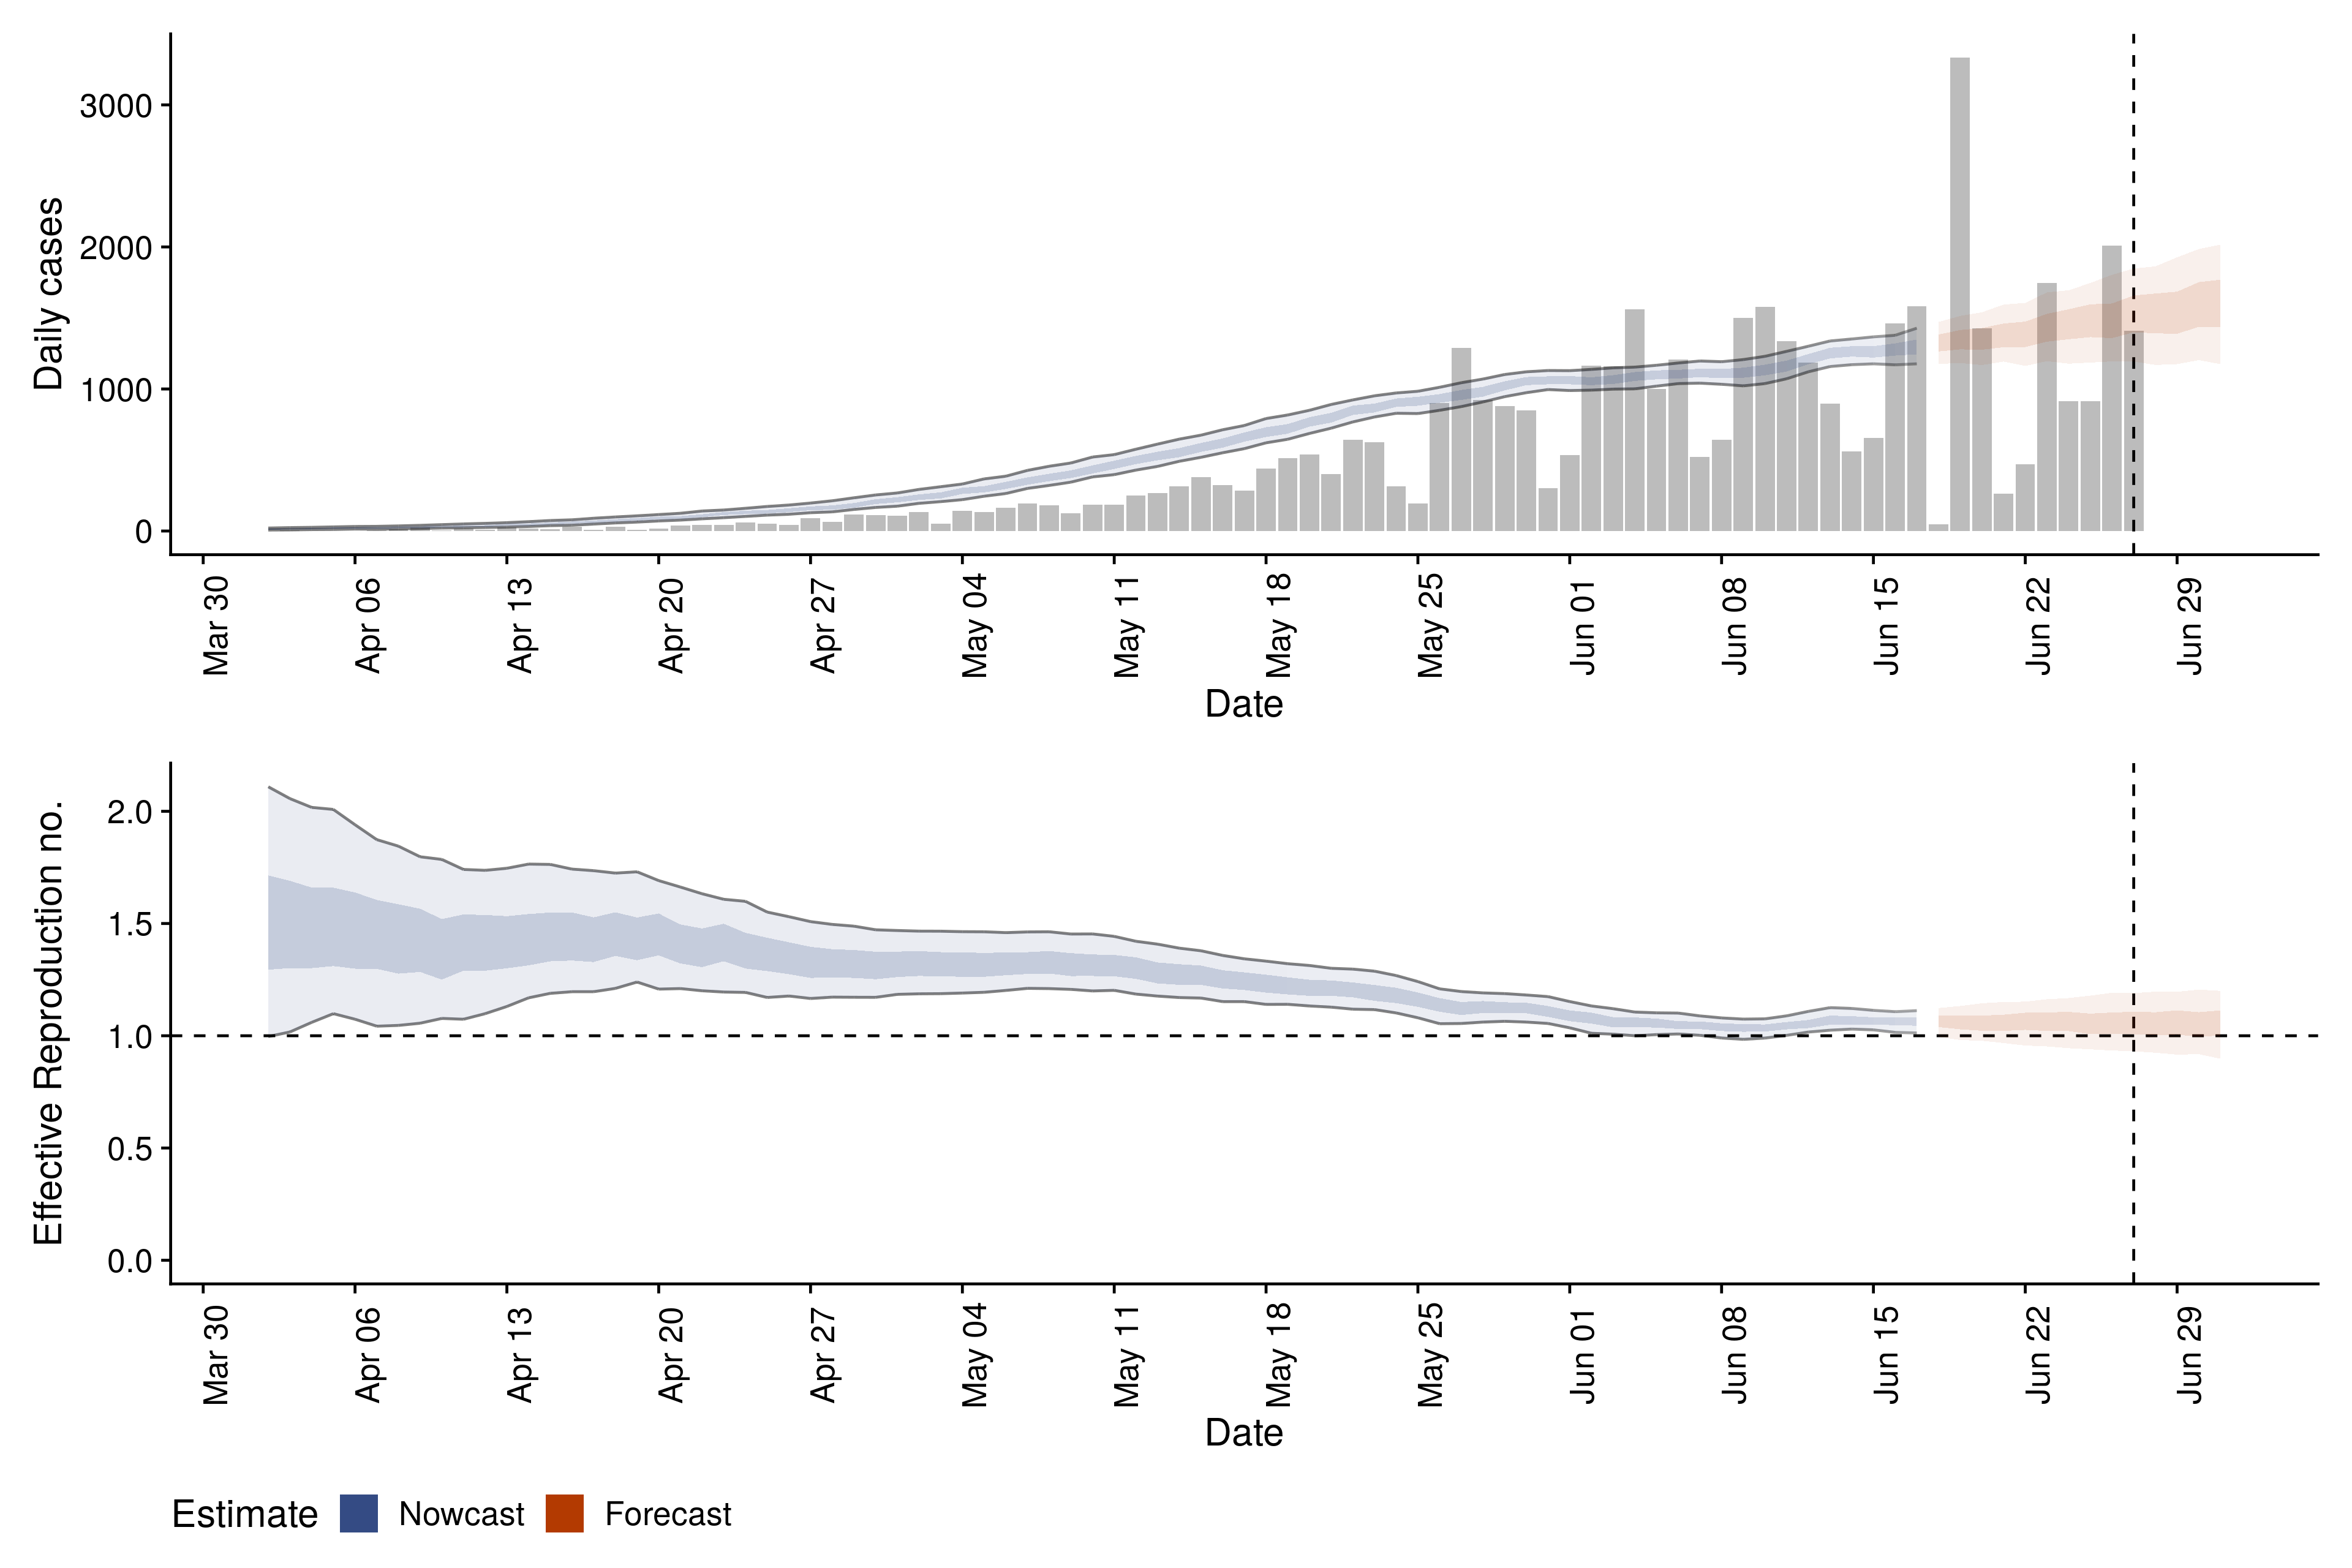 Daily cases
3000
2000
1000
0
Mar 30 Apr 06 Apr 13 Apr 20 Apr 27 May 04 May 11 May 18 May 25 Jun 01 Jun 08 Jun 15 Jun 22 Jun 29
Date
Effective Reproduction no.
2.0
1.5
1.0
0.5
0.0
Mar 30 Apr 06 Apr 13 Apr 20 Apr 27 May 04 May 11 May 18 May 25 Jun 01 Jun 08 Jun 15 Jun 22 Jun 29
Date
Estimate Nowcast Forecast